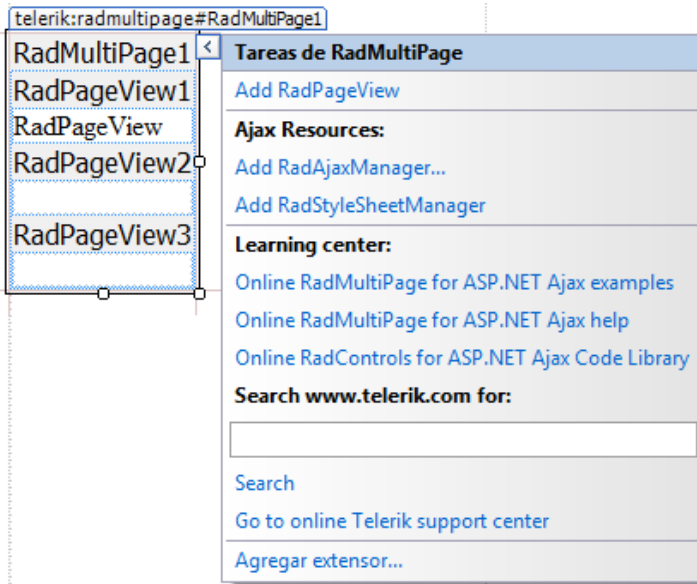 telerik:radmultipage#RadMultiPage1
RadMultiPage1
RadPageView1
RadPageView
RadPageView2
RadPageView3
<
Tareas de RadMultiPage
Add RadPageView
Ajax Resources:
Add RadAjaxManager...
Add RadStyleSheetManager
Learning center:
Online RadMultiPage for ASP.NET Ajax examples
Online RadMultiPage for ASP.NET Ajax help
Online RadControls for ASP.NET Ajax Code Library
Search www.telerik.com for:
Search
Go to online Telerik support center
Agregar extensor...